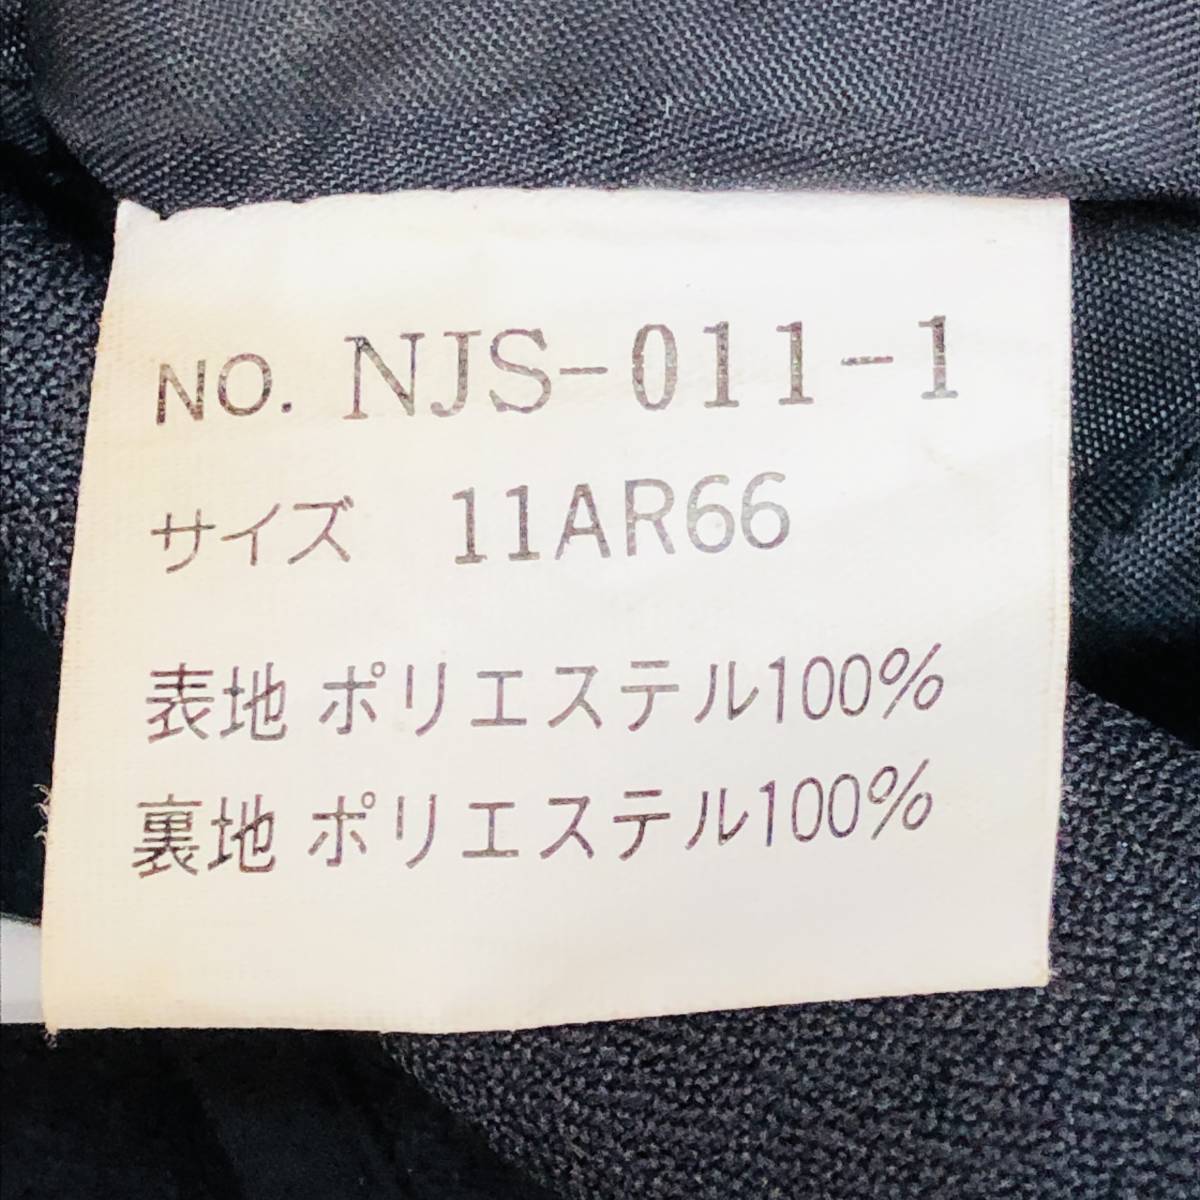 NO. NJS-011-1
サイズ 11AR66
表地 ポリエステル100%
裏地 ポリエステル100%